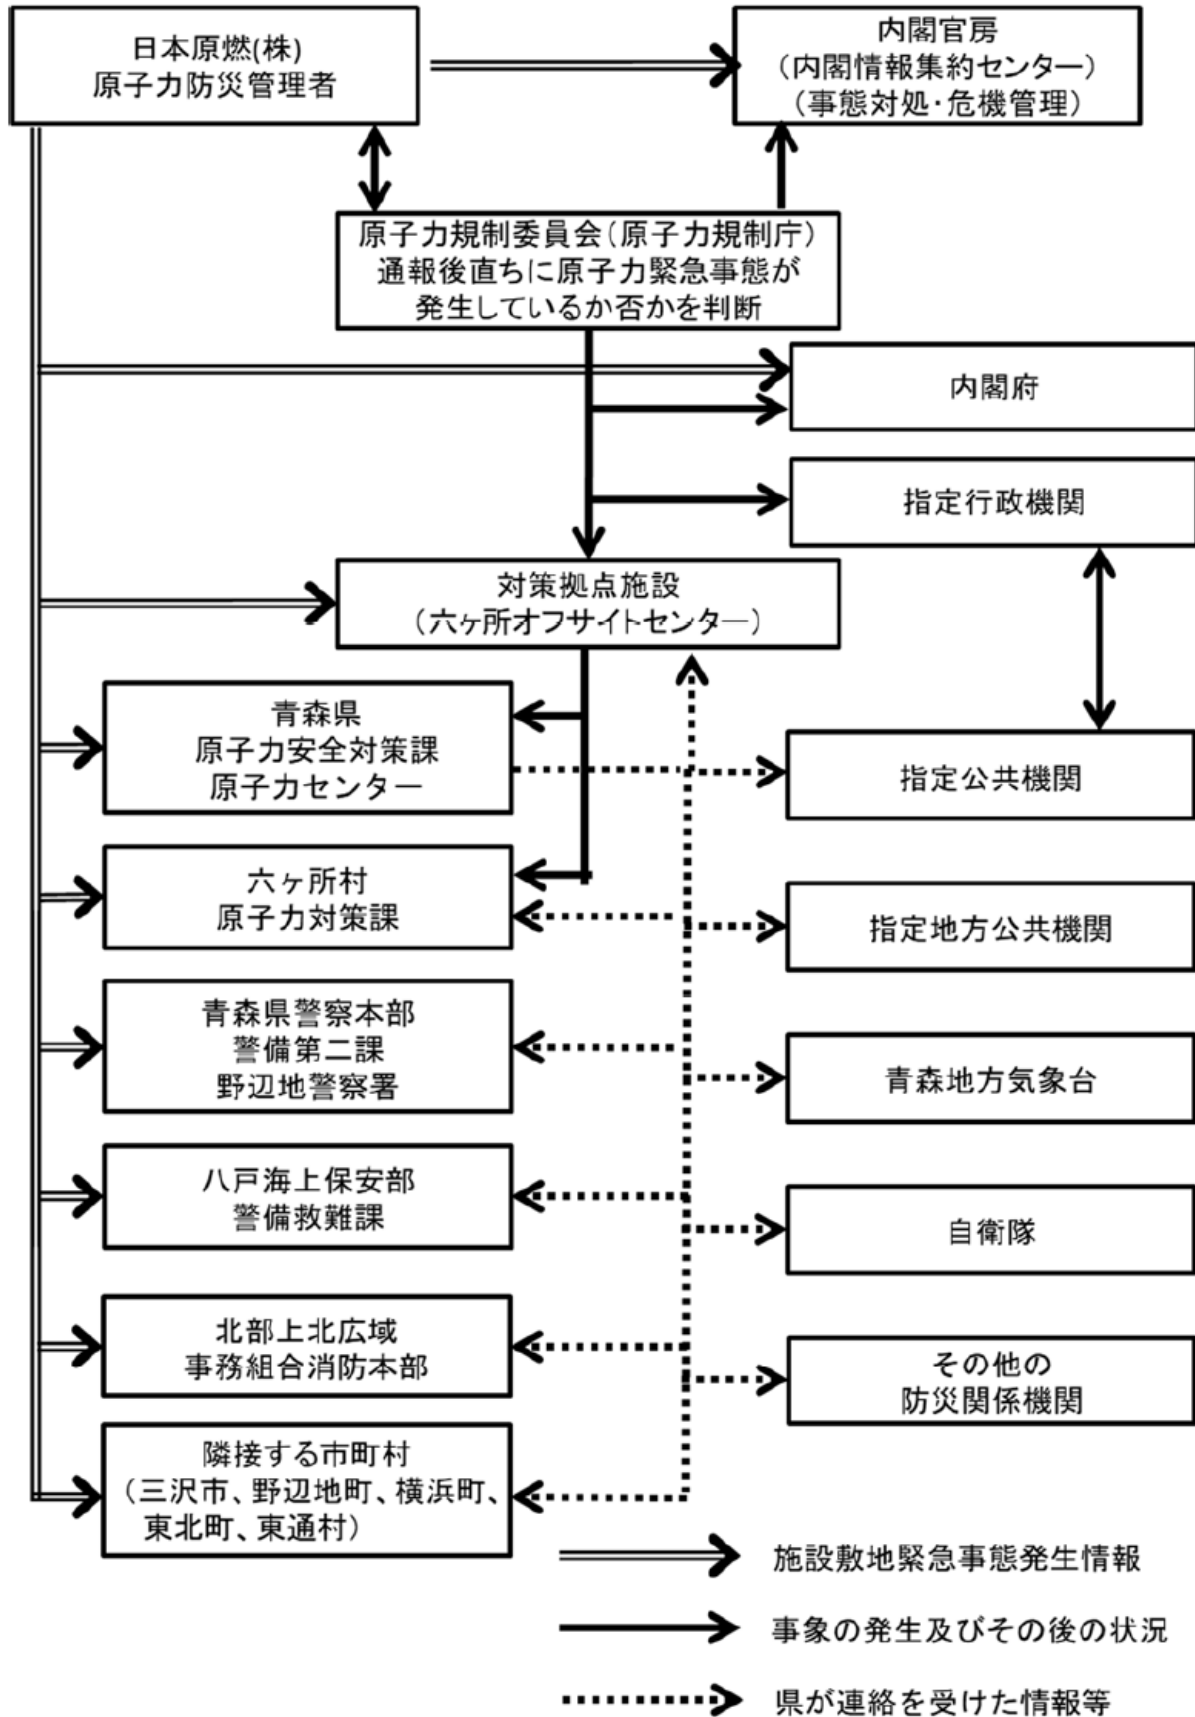 日本原燃(株)
原子力防災管理者
内閣官房
（内閣情報集約センター）
（事態対処・危機管理）
原子力規制委員会（原子力規制庁）
通報後直ちに原子力緊急事態が
発生しているか否かを判断
内閣府
指定行政機関
対策拠点施設
（六ヶ所オフサイトセンター）
青森県
原子力安全対策課
原子力センター
指定公共機関
六ヶ所村
原子力対策課
指定地方公共機関
青森県警察本部
警備第二課
野辺地警察署
青森地方気象台
八戸海上保安部
警備救難課
自衛隊
北部上北広域
事務組合消防本部
その他の
防災関係機関
隣接する市町村
（三沢市、野辺地町、横浜町、
東北町、東通村）
施設敷地緊急事態発生情報
事象の発生及びその後の状況
県が連絡を受けた情報等